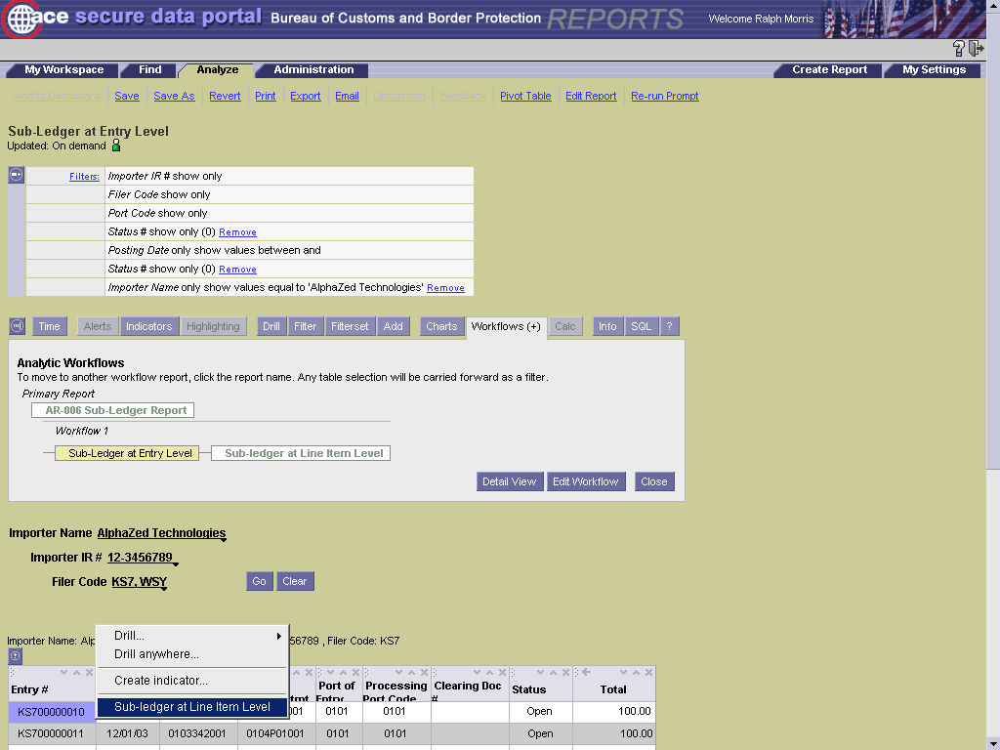 ace secure data portal Bureau of Customs and Border Protection REPORTS Welcome Ralph Morris
?
My Workspace Find Analyze Administration Create Report My Settings
Add to Dashboard Save Save As Revert Print Export Email Discussion Feedback Pivot Table Edit Report Re-run Prompt
Sub-Ledger at Entry Level
Updated: On demand
Filters: Importer IR # show only
Filer Code show only
Port Code show only
Status # show only (0) Remove
Posting Date only show values between and
Status # show only (0) Remove
Importer Name only show values equal to 'AlphaZed Technologies' Remove
Time Alerts Indicators Highlighting Drill Filter Filterset Add Charts Workflows (+) Calc Info SQL ?
Analytic Workflows
To move to another workflow report, click the report name. Any table selection will be carried forward as a filter.
Primary Report
AR-006 Sub-Ledger Report
Workflow 1
Sub-Ledger at Entry Level Sub-ledger at Line Item Level
Detail View Edit Workflow Close
Importer Name AlphaZed Technologies
Importer IR # 12-3456789
Filer Code KS7, WSY
Go Clear
Importer Name: Alp 56789 , Filer Code: KS7
Drill...
Drill anywhere...
Create indicator...
Sub-ledger at Line Item Level
Entry # Port of Entry Processing Port Code Clearing Doc # Status Total
KS700000010 001 0101 0101 Open 100.00
KS700000011 12/01/03 0103342001 0104P01001 0101 0101 Open 100.00